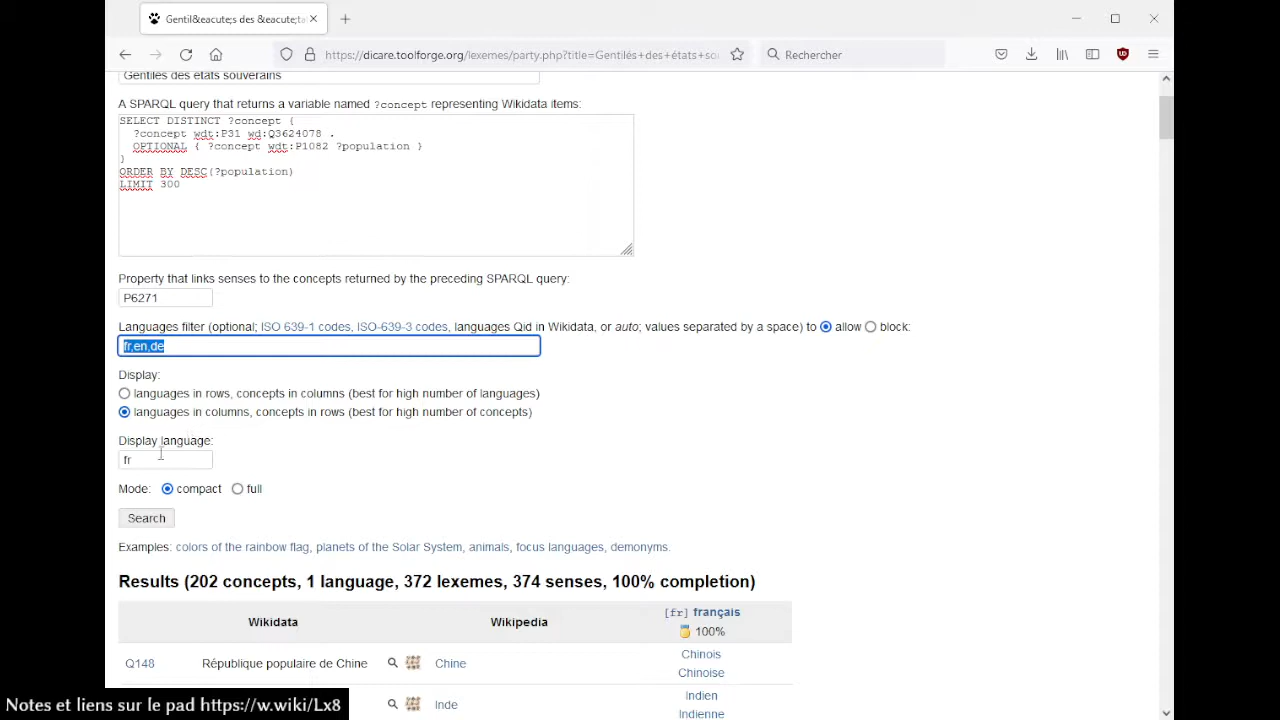 Gentil&eacute;s des &eacute;ta
https://dicare.toolforge.org/lexemes/party.php?title=Gentilés+des+états+so
Rechercher
Gentilés des états souverains
A SPARQL query that returns a variable named ?concept representing Wikidata items:
SELECT DISTINCT ?concept {
?concept wdt:P31 wd:Q3624078 .
OPTIONAL { ?concept wdt:P1082 ?population }
}
ORDER BY DESC(?population)
LIMIT 300
Property that links senses to the concepts returned by the preceding SPARQL query:
P6271
Languages filter (optional; ISO 639-1 codes, ISO-639-3 codes, languages Qid in Wikidata, or auto; values separated by a space) to allow block:
fr,en,de
Display:
languages in rows, concepts in columns (best for high number of languages)
languages in columns, concepts in rows (best for high number of concepts)
Display language:
fr
Mode: compact full
Search
Examples: colors of the rainbow flag, planets of the Solar System, animals, focus languages, demonyms.
Results (202 concepts, 1 language, 372 lexemes, 374 senses, 100% completion)
Wikidata Wikipedia [fr] français
100%
Q148 République populaire de Chine Chine Chinois
Chinoise
Inde Indien
Indienne
Notes et liens sur le pad https://w.wiki/Lx8